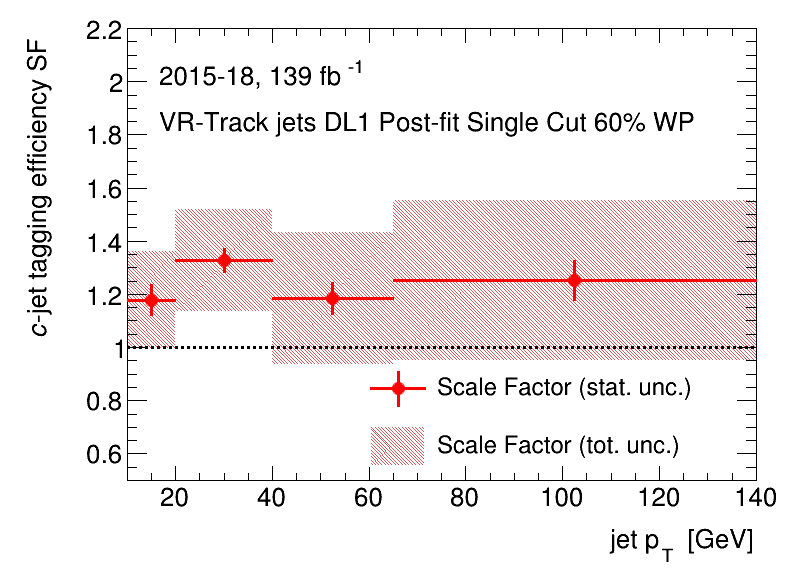 2.2
2
1.8
1.6
1.4
1.2
1
0.8
0.6
c-jet tagging efficiency SF
2015-18, 139 fb -1
VR-Track jets DL1 Post-fit Single Cut 60% WP
Scale Factor (stat. unc.)
Scale Factor (tot. unc.)
20 40 60 80 100 120 140
jet pT [GeV]